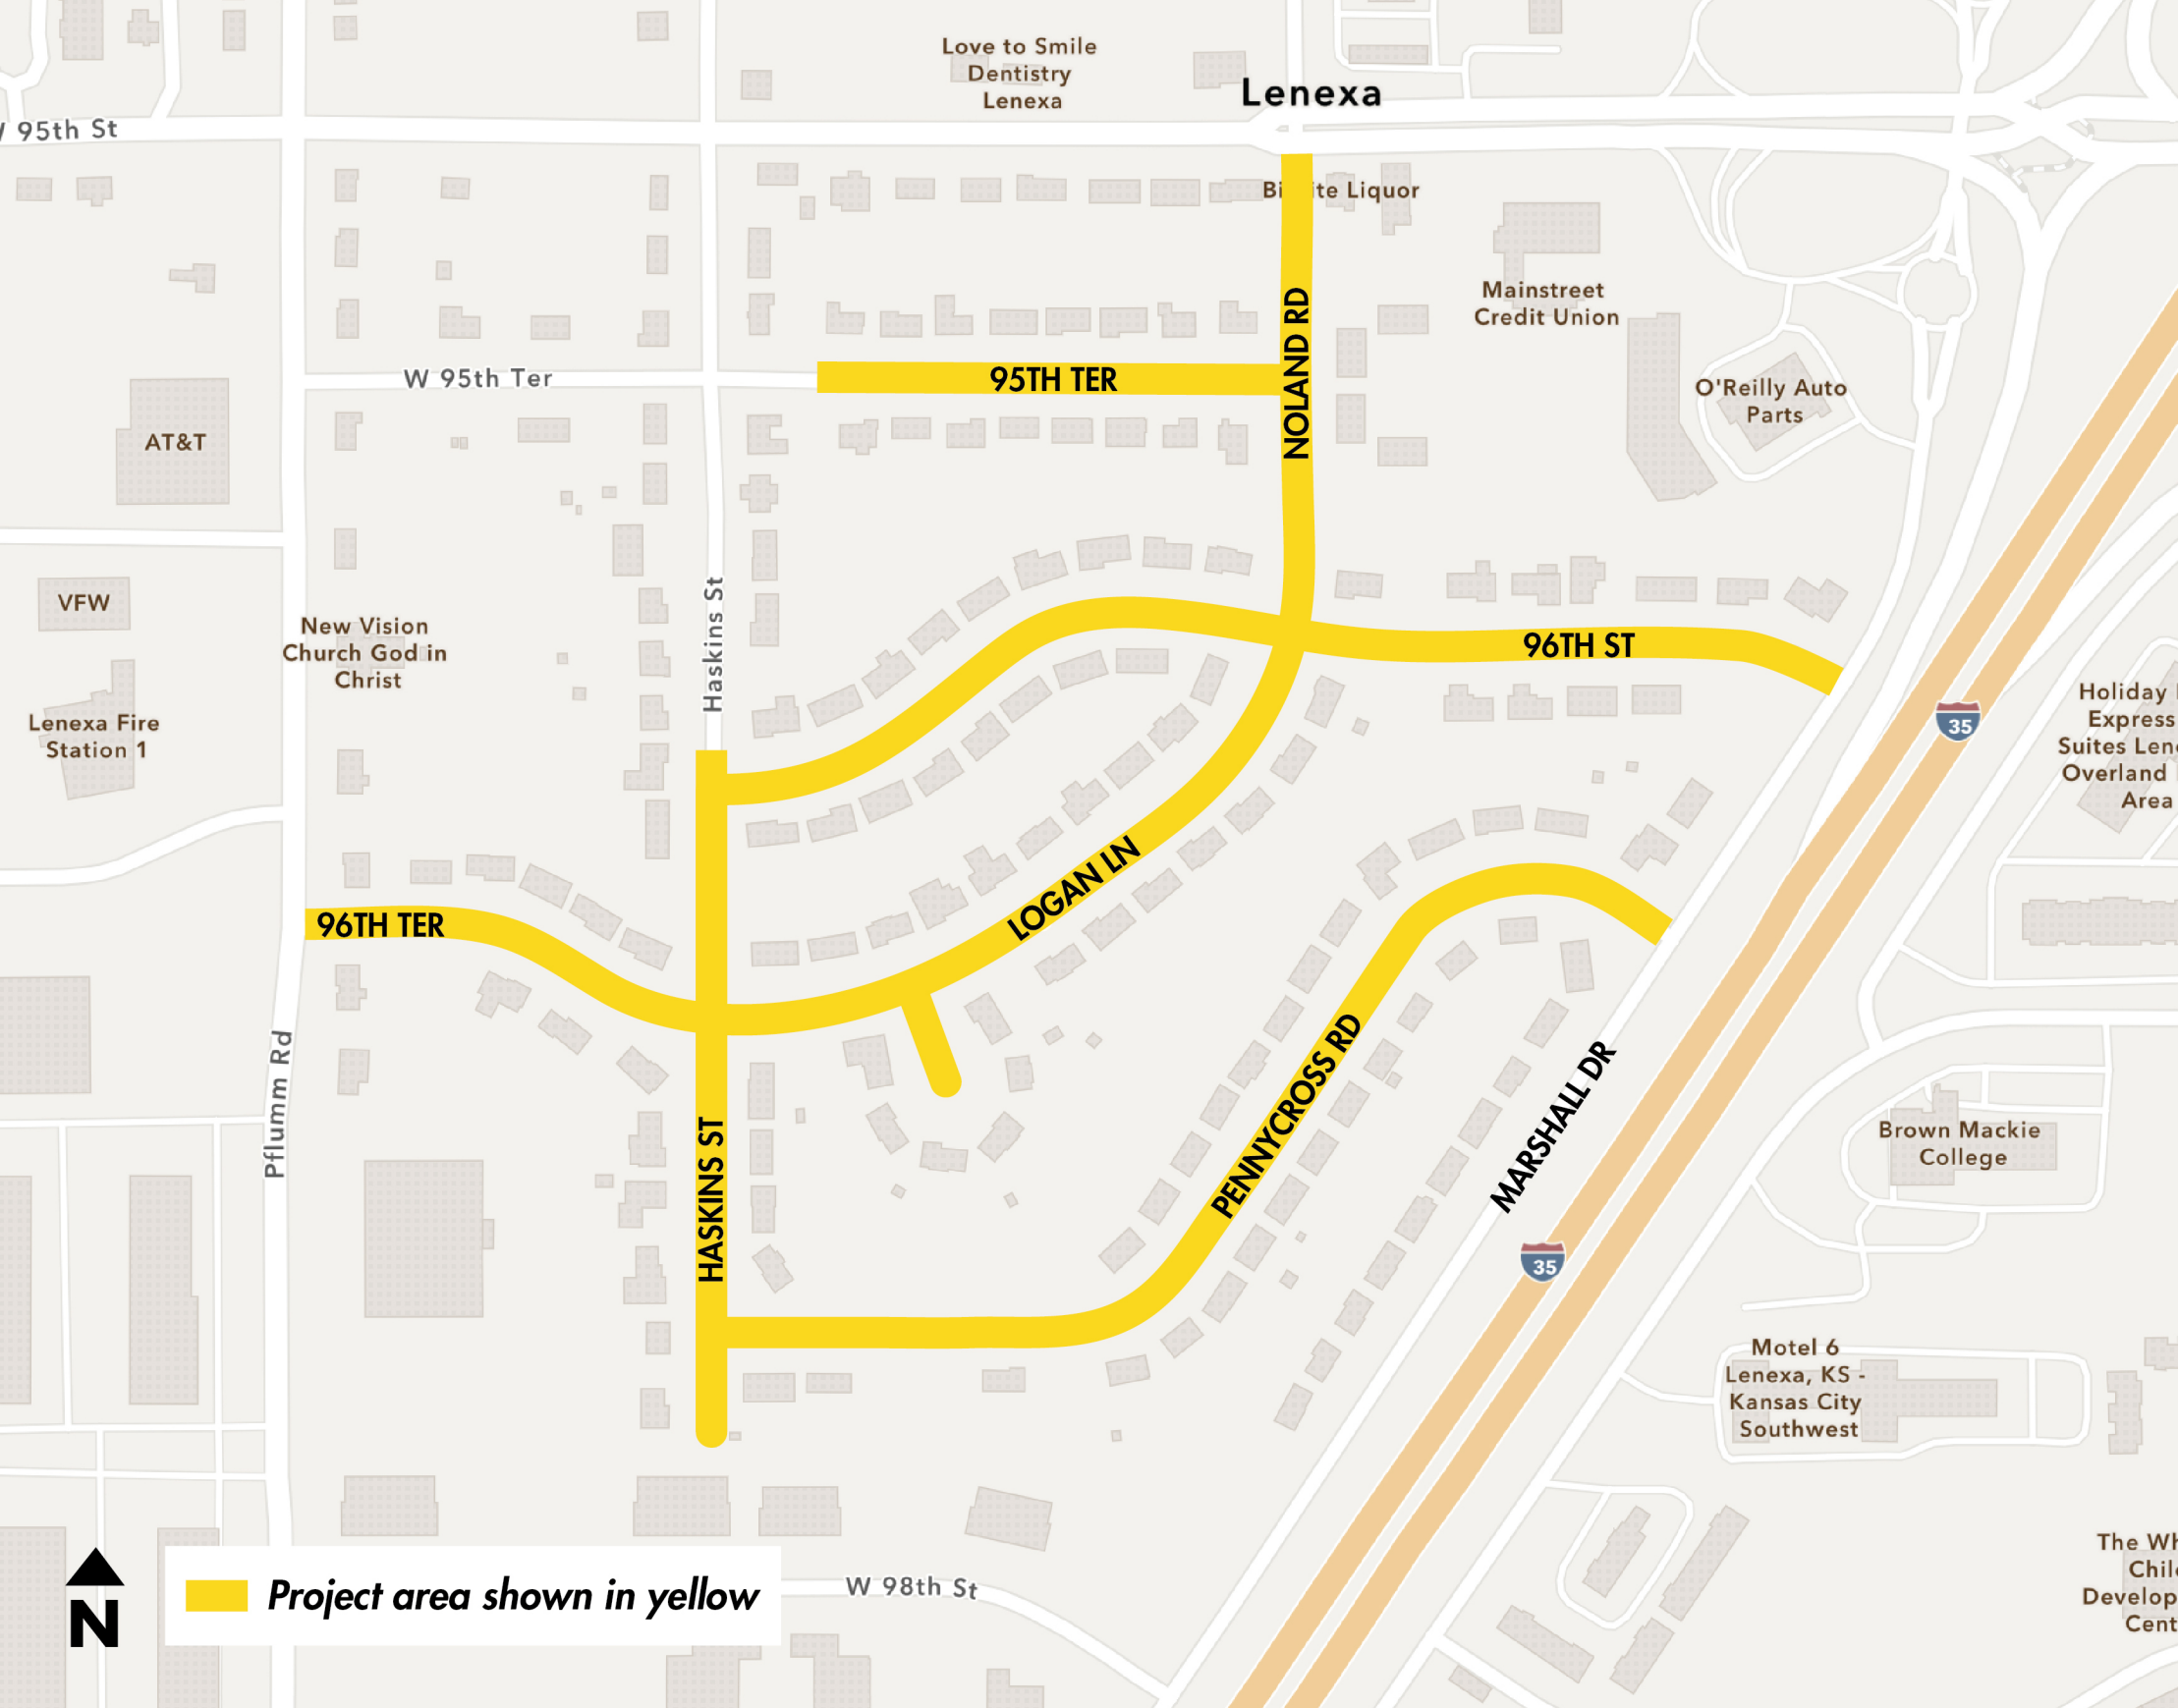 Love to Smile
Dentistry
Lenexa
Lenexa
W 95th St
Liquor
Mainstreet
Credit Union
NOLAND RD
W 95th Ter
95TH TER
O'Reilly Auto
Parts
AT&T
Haskins St
VFW
New Vision
Church God in
Christ
96TH ST
Lenexa Fire
Station 1
35
Holiday
Express
Suites
Overland
Area
LOGAN LN
96TH TER
Pflumm Rd
PENNYCROSS RD
MARSHALL DR
HASKINS ST
Brown Mackie
College
35
Motel 6
Lenexa, KS -
Kansas City
Southwest
The
N
Project area shown in yellow
W 98th St